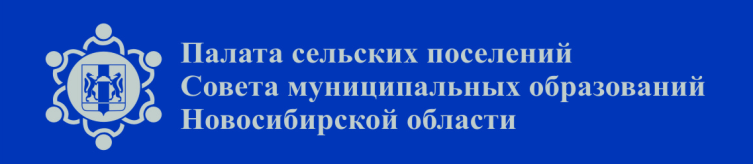 Палата сельских поселений
Совета муниципальных образований
Новосибирской области